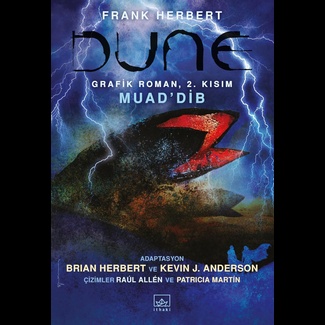 FRANK HERBERT
DUNE
GRAFİK ROMAN, 2. KISIM
MUAD'DİB
ADAPTASYON
BRIAN HERBERT VE KEVIN J. ANDERSON
ÇİZİMLER RAÚL ALLÉN VE PATRICIA MARTÍN
ithaki